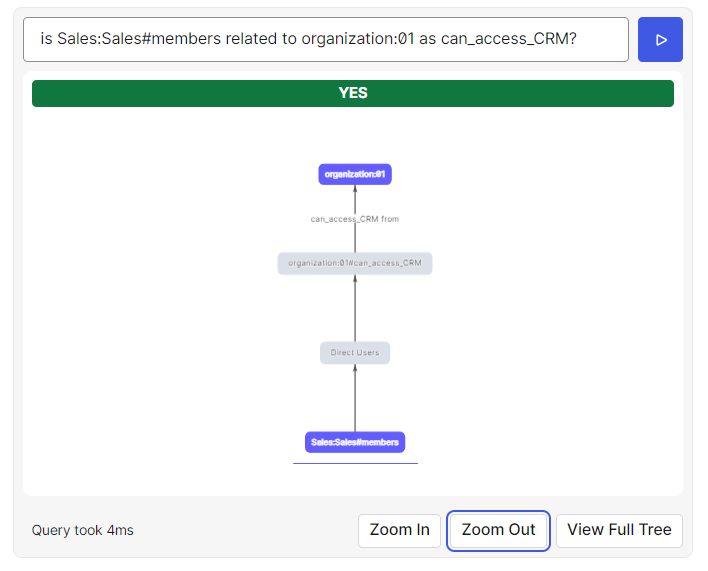 is Sales:Sales#members related to organization:01 as can_access_CRM?
YES
organization:01
can_access_CRM from
organization:01#can_access_CRM
Direct Users
Sales:Sales#members
Query took 4ms
Zoom In
Zoom Out
View Full Tree